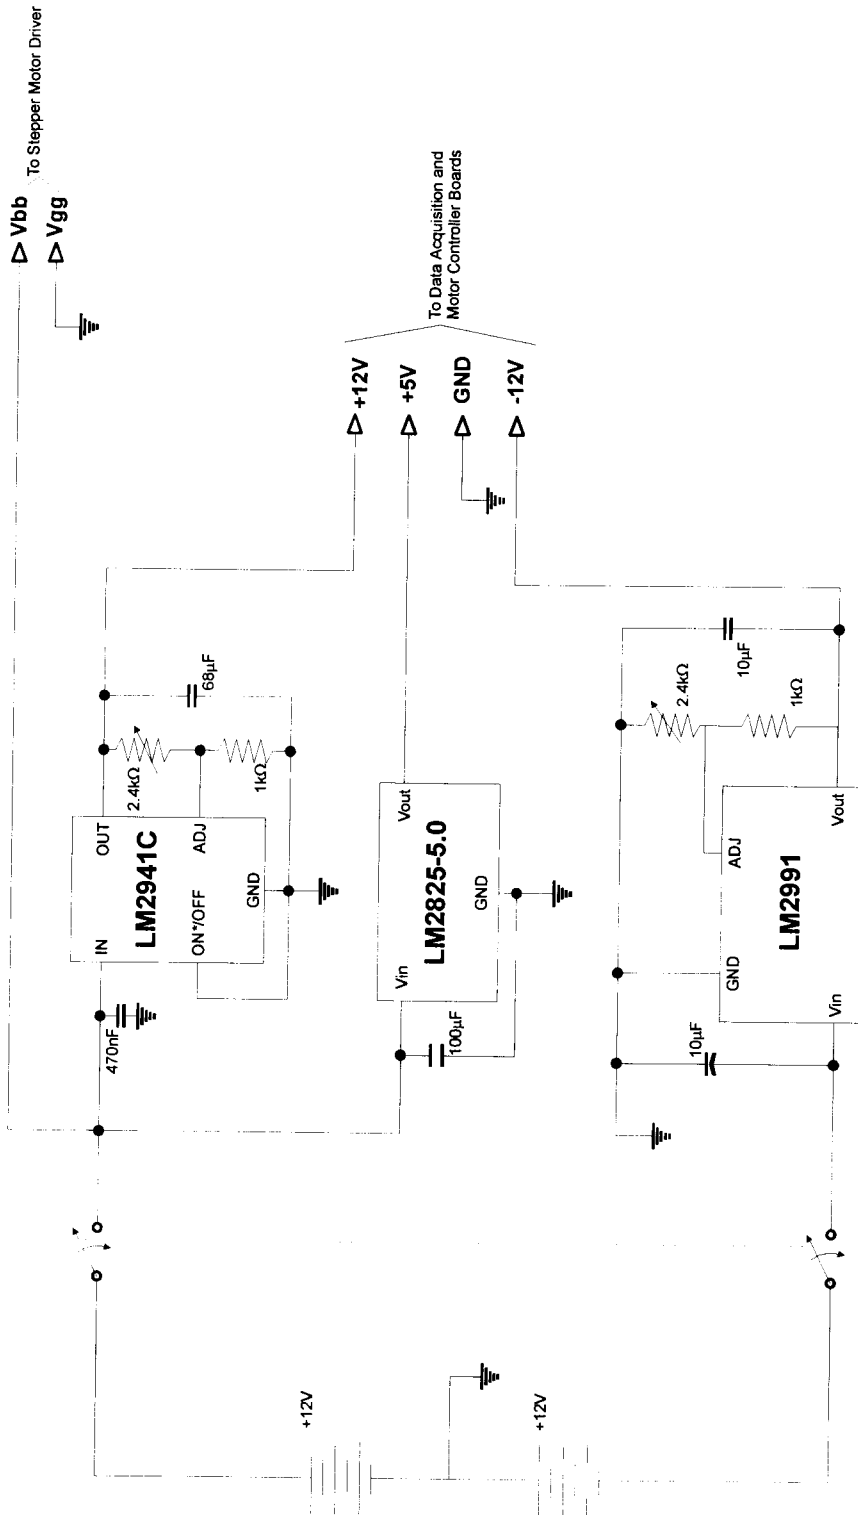 Vbb
Vgg
To Stepper Motor Driver
+12V
+5V
GND
-12V
To Data Acquisition and
Motor Controller Boards
470nF
IN
OUT
LM2941C
ON*/OFF
ADJ
GND
2.4kΩ
1kΩ
68µF
100µF
Vin
Vout
LM2825-5.0
GND
10µF
GND
ADJ
LM2991
Vin
Vout
2.4kΩ
1kΩ
10µF
+12V
+12V